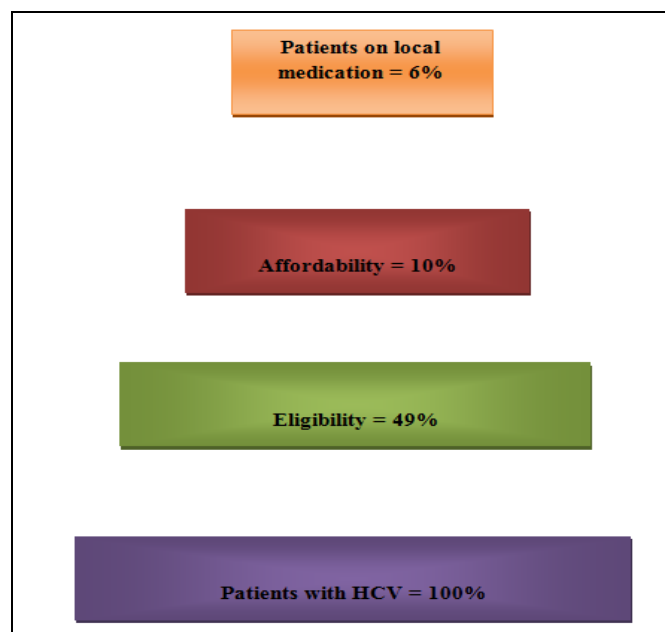 Patients on local
medication = 6%
Affordability = 10%
Eligibility = 49%
Patients with HCV = 100%